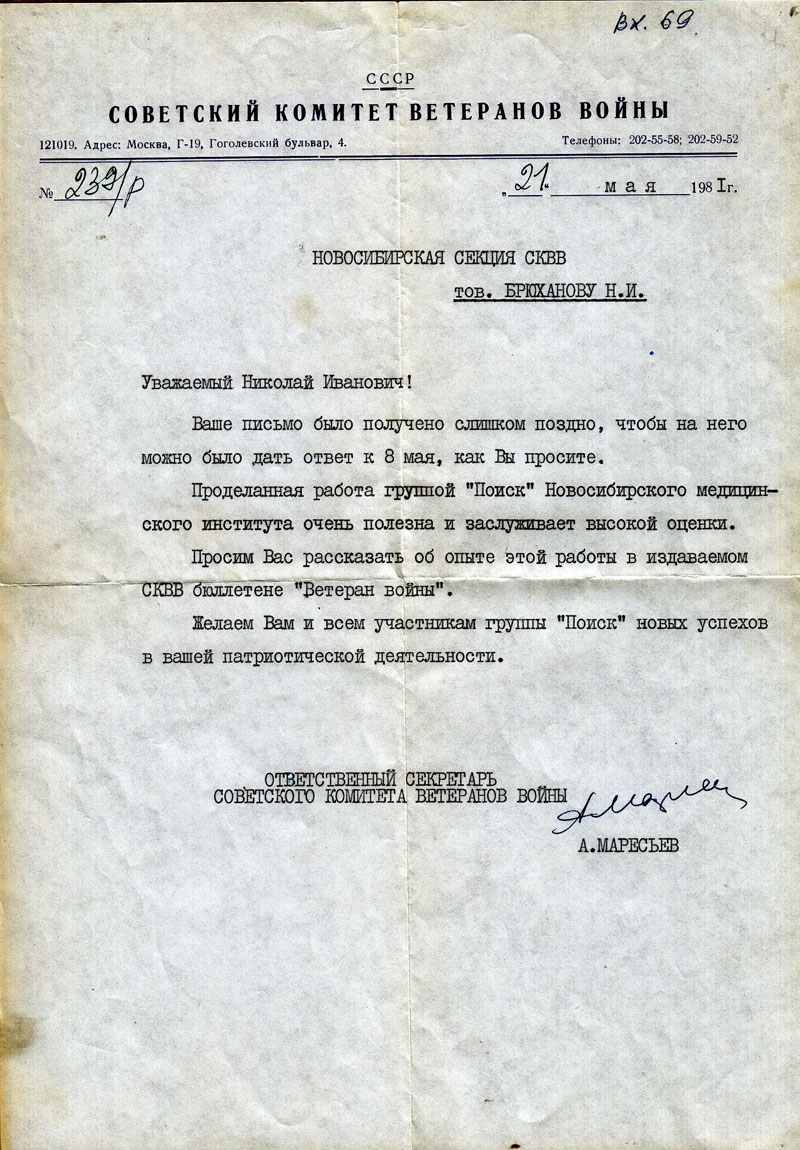 Вх. 69
СССР
СОВЕТСКИЙ КОМИТЕТ ВЕТЕРАНОВ ВОЙНЫ
121019. Адрес: Москва, Г-19, Гоголевский бульвар, 4. Телефоны: 202-55-58; 202-59-52
№ 239/р „21“ мая 1981г.
НОВОСИБИРСКАЯ СЕКЦИЯ СКВВ
тов. БРЮХАНОВУ Н.И.
Уважаемый Николай Иванович!
Ваше письмо было получено слишком поздно, чтобы на него
можно было дать ответ к 8 мая, как Вы просите.
Проделанная работа группой "Поиск" Новосибирского медицин-
ского института очень полезна и заслуживает высокой оценки.
Просим Вас рассказать об опыте этой работы в издаваемом
СКВВ бюллетене "Ветеран войны".
Желаем Вам и всем участникам группы "Поиск" новых успехов
в вашей патриотической деятельности.
ОТВЕТСТВЕННЫЙ СЕКРЕТАРЬ
СОВЕТСКОГО КОМИТЕТА ВЕТЕРАНОВ ВОЙНЫ
А.МАРЕСЬЕВ